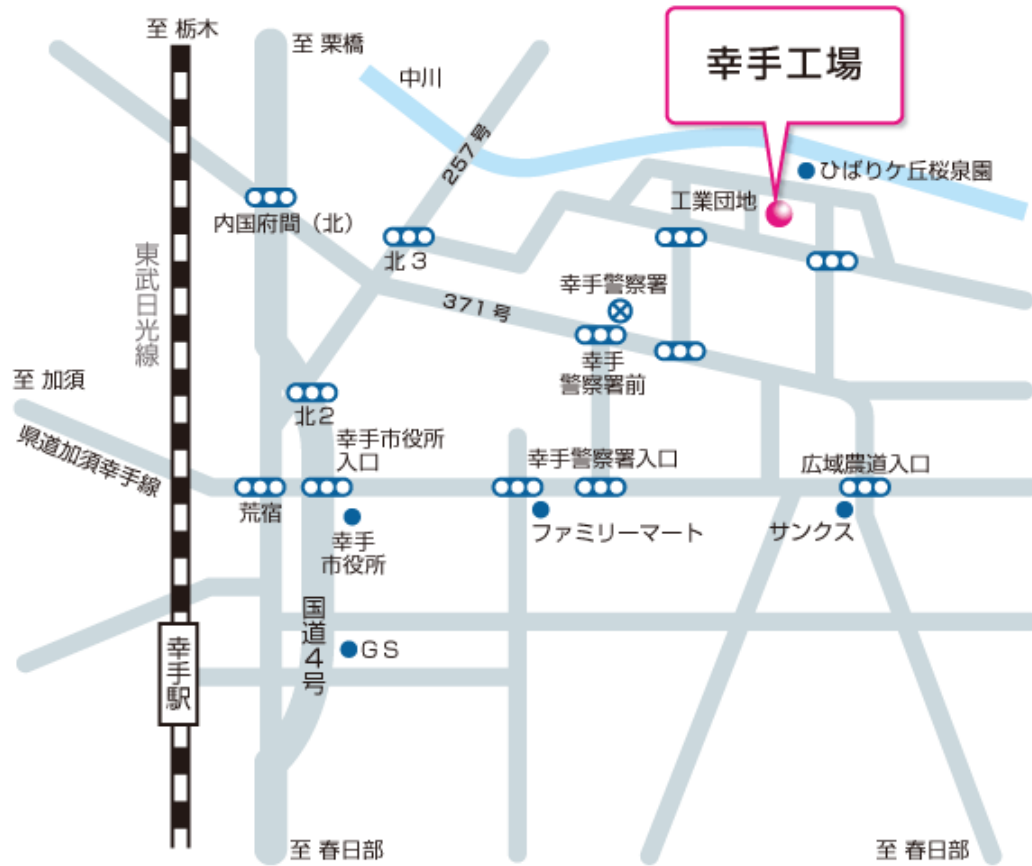 至 栃木
至 栗橋
中川
幸手工場
257号
ひばりケ丘桜泉園
工業団地
内国府間（北）
北３
東武日光線
幸手警察署
371号
幸手
警察署前
至 加須
北２
県道加須幸手線
幸手市役所
入口
幸手警察署入口
広域農道入口
荒宿
幸手
市役所
ファミリーマート
サンクス
国道４号
ＧＳ
幸手駅
至 春日部
至 春日部